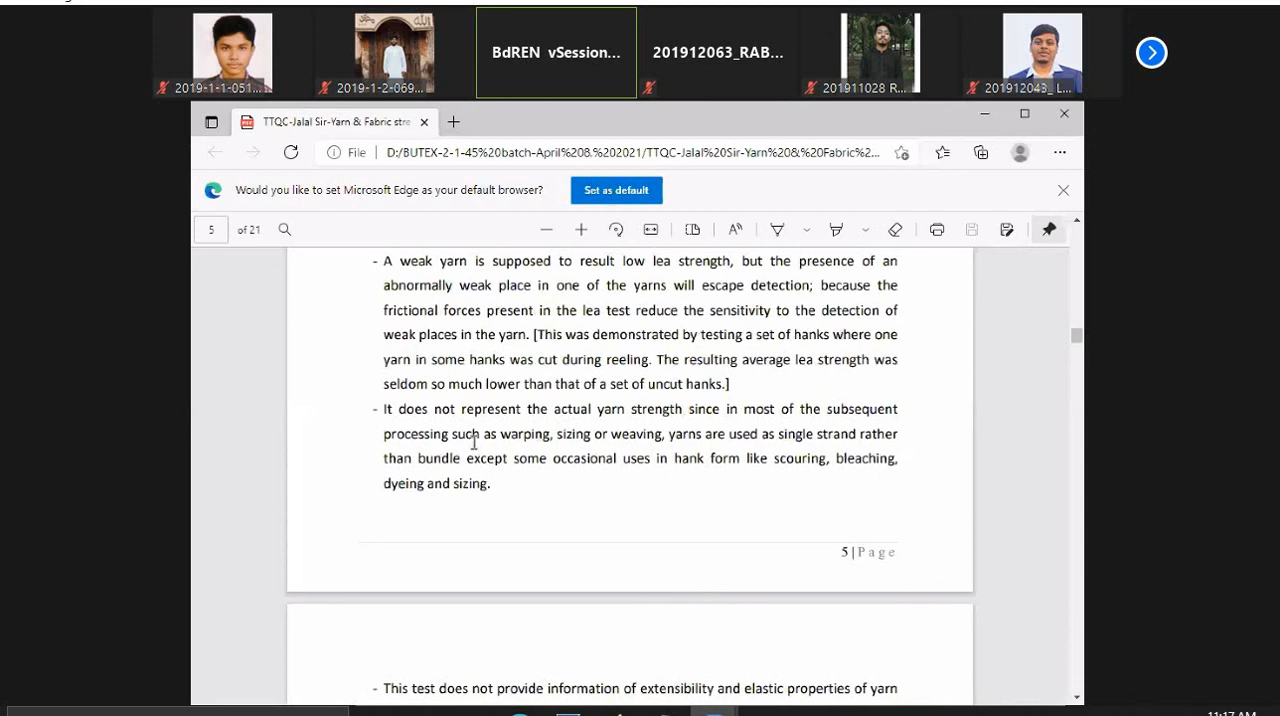 BdREN vSession...
201912063_RAB...
2019-1-1-051...
2019-1-2-069...
201911028 R...
201912043_ L...
TTQC-Jalal Sir-Yarn & Fabric stre
File
D:/BUTEX-2-1-45%20batch-April%208.%202021/TTQC-Jalal%20Sir-Yarn%20&%20Fabric%2...
Would you like to set Microsoft Edge as your default browser?
Set as default
5 of 21
- A weak yarn is supposed to result low lea strength, but the presence of an
abnormally weak place in one of the yarns will escape detection; because the
frictional forces present in the lea test reduce the sensitivity to the detection of
weak places in the yarn. [This was demonstrated by testing a set of hanks where one
yarn in some hanks was cut during reeling. The resulting average lea strength was
seldom so much lower than that of a set of uncut hanks.]
- It does not represent the actual yarn strength since in most of the subsequent
processing such as warping, sizing or weaving, yarns are used as single strand rather
than bundle except some occasional uses in hank form like scouring, bleaching,
dyeing and sizing.
5 | Page
- This test does not provide information of extensibility and elastic properties of yarn
11:17 AM